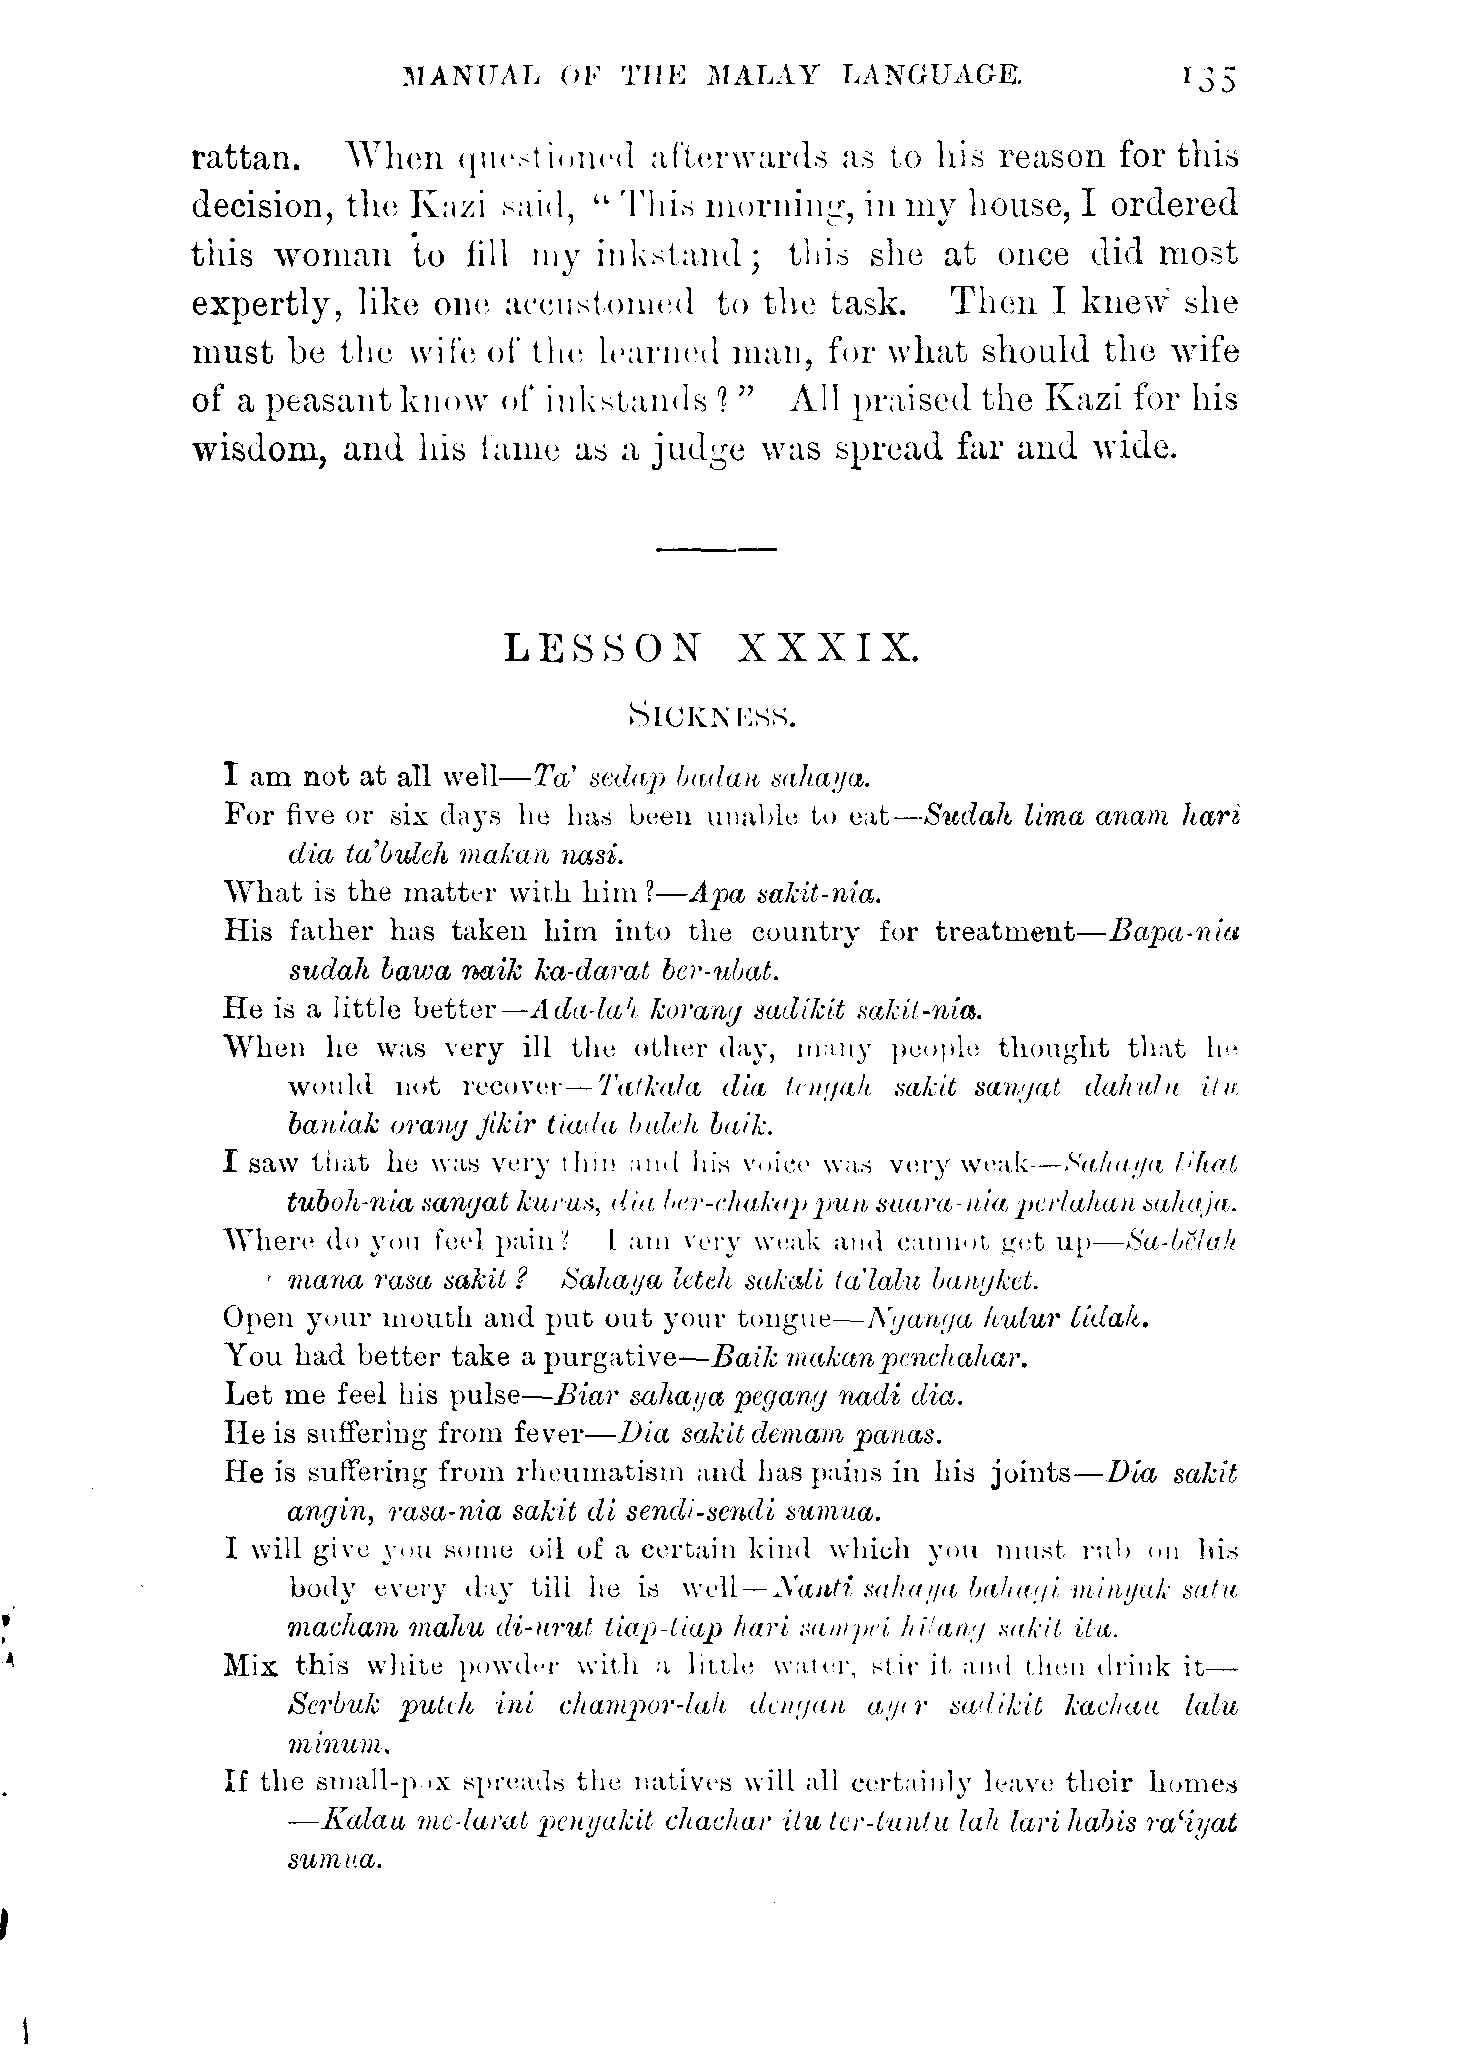 MANUAL OF THE MALAY LANGUAGE. 135
rattan. When questioned afterwards as to his reason for this
decision, the Kazi said, “ This morning, in my house, I ordered
this woman to fill my inkstand ; this she at once did most
expertly, like one accustomed to the task. Then I knew she
must be the wife of the learned man, for what should the wife
of a peasant know of inkstands ? ” All praised the Kazi for his
wisdom, and his fame as a judge was spread far and wide.
LESSON XXXIX.
SICKNESS.
I am not at all well—Ta’ sedap badan sahaya.
For five or six days he has been unable to eat—Sudah lima anam hari
dia ta’buleh makan nasi.
What is the matter with him ?—Apa sakit-nia.
His father has taken him into the country for treatment—Bapa-nia
sudah bawa naik ka-darat ber-ubat.
He is a little better—Ada-lah korang sadikit sakit-nia.
When he was very ill the other day, many people thought that he
would not recover—Tatkala dia tengah sakit sangat dahulu itu
baniak orang fikir tiada buleh baik.
I saw that he was very thin and his voice was very weak—Sahaya lihat
tuboh-nia sangat kurus, dia ber-chakap pun suara-nia perlahan sahaja.
Where do you feel pain ? I am very weak and cannot get up—Sa-bĕlah
mana rasa sakit ? Sahaya leteh sakali ta’lalu bangket.
Open your mouth and put out your tongue—Nganga hulur lidah.
You had better take a purgative—Baik makan penchahar.
Let me feel his pulse—Biar sahaya pegang nadi dia.
He is suffering from fever—Dia sakit demam panas.
He is suffering from rheumatism and has pains in his joints—Dia sakit
angin, rasa-nia sakit di sendi-sendi sumua.
I will give you some oil of a certain kind which you must rub on his
body every day till he is well—Nanti sahaya bahagi minyak satu
macham mahu di-urut tiap-tiap hari sampei hilang sakit itu.
Mix this white powder with a little water, stir it and then drink it—
Serbuk puteh ini champor-lah dengan ayer sadikit kachau lalu
minum.
If the small-pox spreads the natives will all certainly leave their homes
—Kalau me-larat penyakit chachar itu ter-tuntu lah lari habis ra‘iyat
sumua.